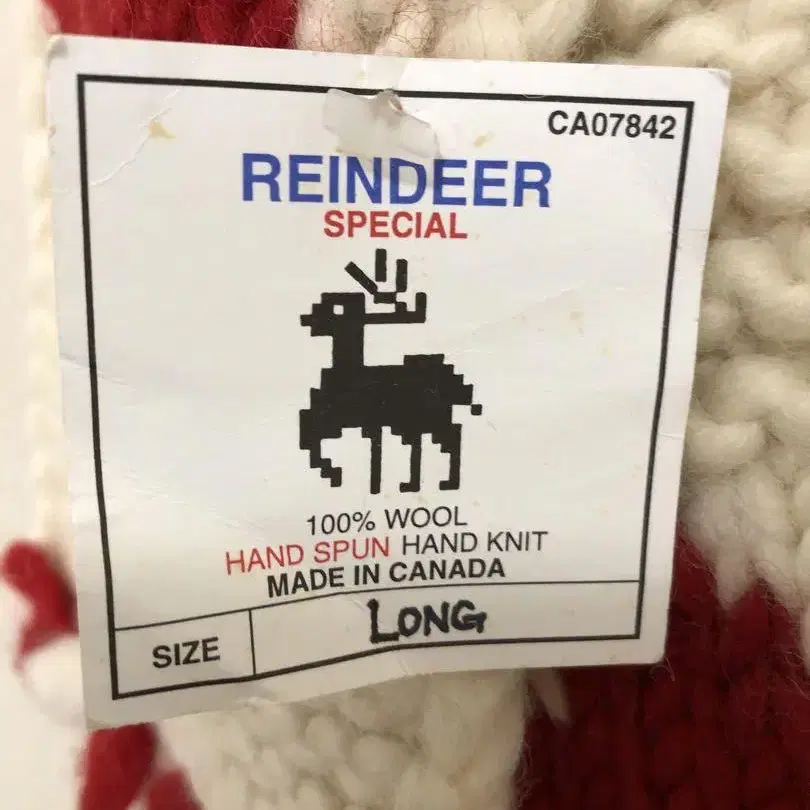 CA07842
REINDEER
SPECIAL
100% WOOL
HAND SPUN HAND KNIT
MADE IN CANADA
SIZE LONG